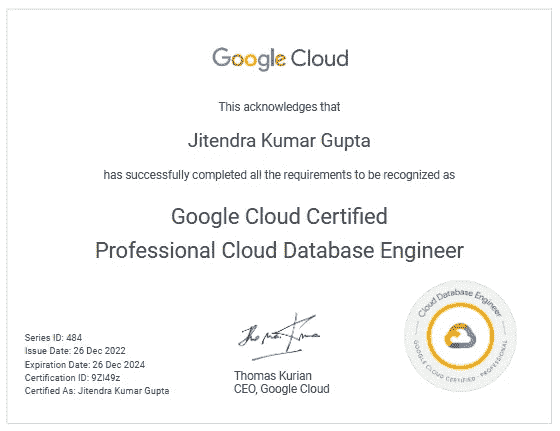 Google Cloud
This acknowledges that
Jitendra Kumar Gupta
has successfully completed all the requirements to be recognized as
Google Cloud Certified
Professional Cloud Database Engineer
Series ID: 484
Issue Date: 26 Dec 2022
Expiration Date: 26 Dec 2024
Certification ID: 9ZI49z
Certified As: Jitendra Kumar Gupta
Thomas Kurian
Thomas Kurian
CEO, Google Cloud
Cloud Database Engineer
GOOGLE CLOUD CERTIFIED · PROFESSIONAL